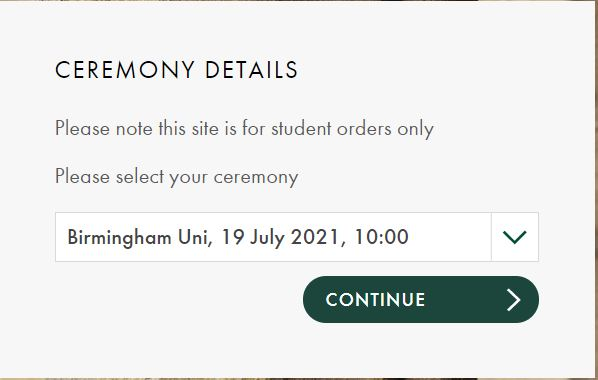 CEREMONY DETAILS
Please note this site is for student orders only
Please select your ceremony
Birmingham Uni, 19 July 2021, 10:00
CONTINUE